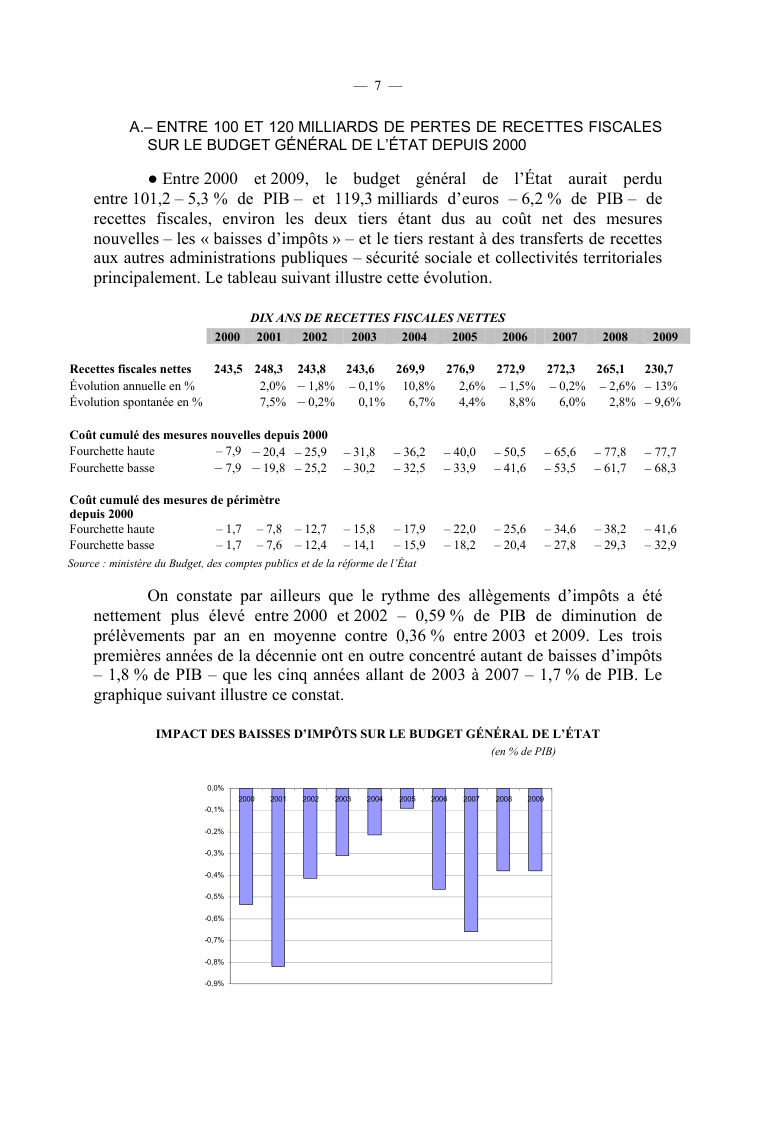 — 7 —
A.– ENTRE 100 ET 120 MILLIARDS DE PERTES DE RECETTES FISCALES
SUR LE BUDGET GÉNÉRAL DE L'ÉTAT DEPUIS 2000
● Entre 2000 et 2009, le budget général de l'État aurait perdu
entre 101,2 – 5,3 % de PIB – et 119,3 milliards d'euros – 6,2 % de PIB – de
recettes fiscales, environ les deux tiers étant dus au coût net des mesures
nouvelles – les « baisses d'impôts » – et le tiers restant à des transferts de recettes
aux autres administrations publiques – sécurité sociale et collectivités territoriales
principalement. Le tableau suivant illustre cette évolution.
DIX ANS DE RECETTES FISCALES NETTES
2000 2001 2002 2003 2004 2005 2006 2007 2008 2009
Recettes fiscales nettes 243,5 248,3 243,8 243,6 269,9 276,9 272,9 272,3 265,1 230,7
Évolution annuelle en % 2,0% – 1,8% – 0,1% 10,8% 2,6% – 1,5% – 0,2% – 2,6% – 13%
Évolution spontanée en % 7,5% – 0,2% 0,1% 6,7% 4,4% 8,8% 6,0% 2,8% – 9,6%
Coût cumulé des mesures nouvelles depuis 2000
Fourchette haute – 7,9 – 20,4 – 25,9 – 31,8 – 36,2 – 40,0 – 50,5 – 65,6 – 77,8 – 77,7
Fourchette basse – 7,9 – 19,8 – 25,2 – 30,2 – 32,5 – 33,9 – 41,6 – 53,5 – 61,7 – 68,3
Coût cumulé des mesures de périmètre
depuis 2000
Fourchette haute – 1,7 – 7,8 – 12,7 – 15,8 – 17,9 – 22,0 – 25,6 – 34,6 – 38,2 – 41,6
Fourchette basse – 1,7 – 7,6 – 12,4 – 14,1 – 15,9 – 18,2 – 20,4 – 27,8 – 29,3 – 32,9
Source : ministère du Budget, des comptes publics et de la réforme de l'État
On constate par ailleurs que le rythme des allègements d'impôts a été
nettement plus élevé entre 2000 et 2002 – 0,59 % de PIB de diminution de
prélèvements par an en moyenne contre 0,36 % entre 2003 et 2009. Les trois
premières années de la décennie ont en outre concentré autant de baisses d'impôts
– 1,8 % de PIB – que les cinq années allant de 2003 à 2007 – 1,7 % de PIB. Le
graphique suivant illustre ce constat.
IMPACT DES BAISSES D'IMPÔTS SUR LE BUDGET GÉNÉRAL DE L'ÉTAT
(en % de PIB)
0,0%
2000 2001 2002 2003 2004 2005 2006 2007 2008 2009
-0,1%
-0,2%
-0,3%
-0,4%
-0,5%
-0,6%
-0,7%
-0,8%
-0,9%